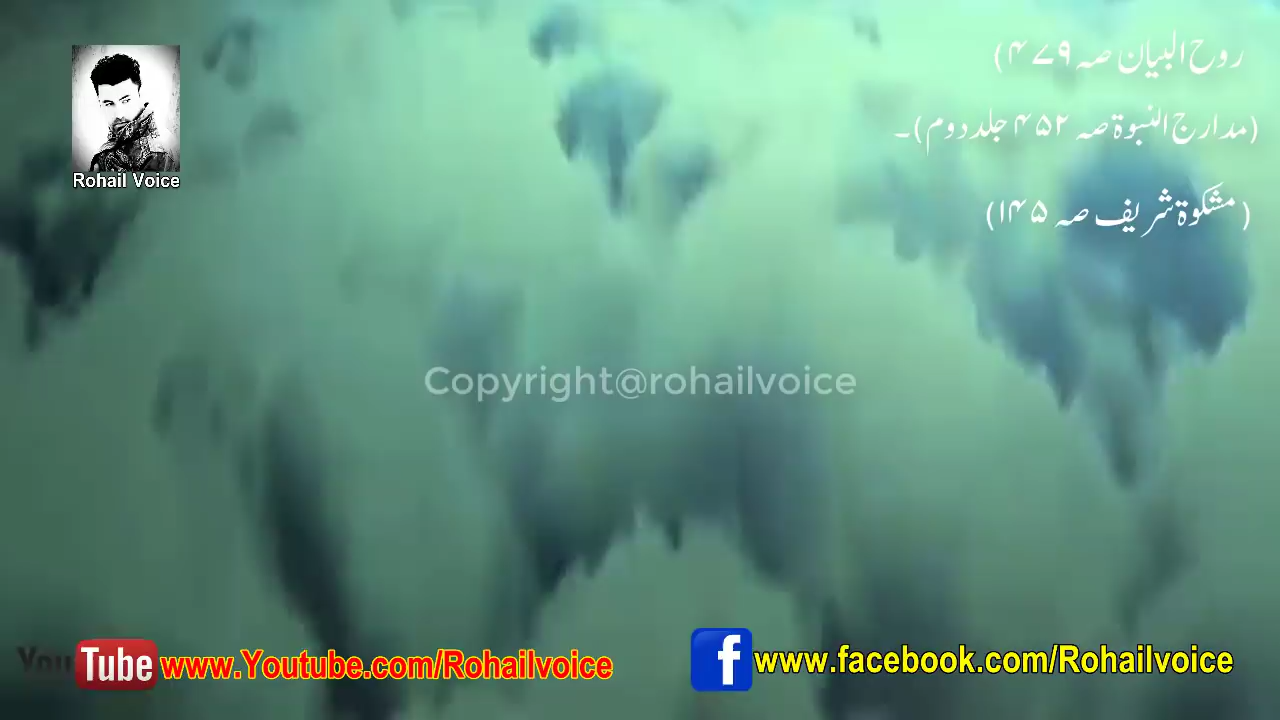 روح البیان صہ ۴۷۹)
(مدارج النبوۃ صہ ۴۵۲ جلد دوم)۔
(مشکوۃ شریف صہ ۱۴۵)
Rohail Voice
Copyright@rohailvoice
You Tube www.Youtube.com/Rohailvoice
f www.facebook.com/Rohailvoice